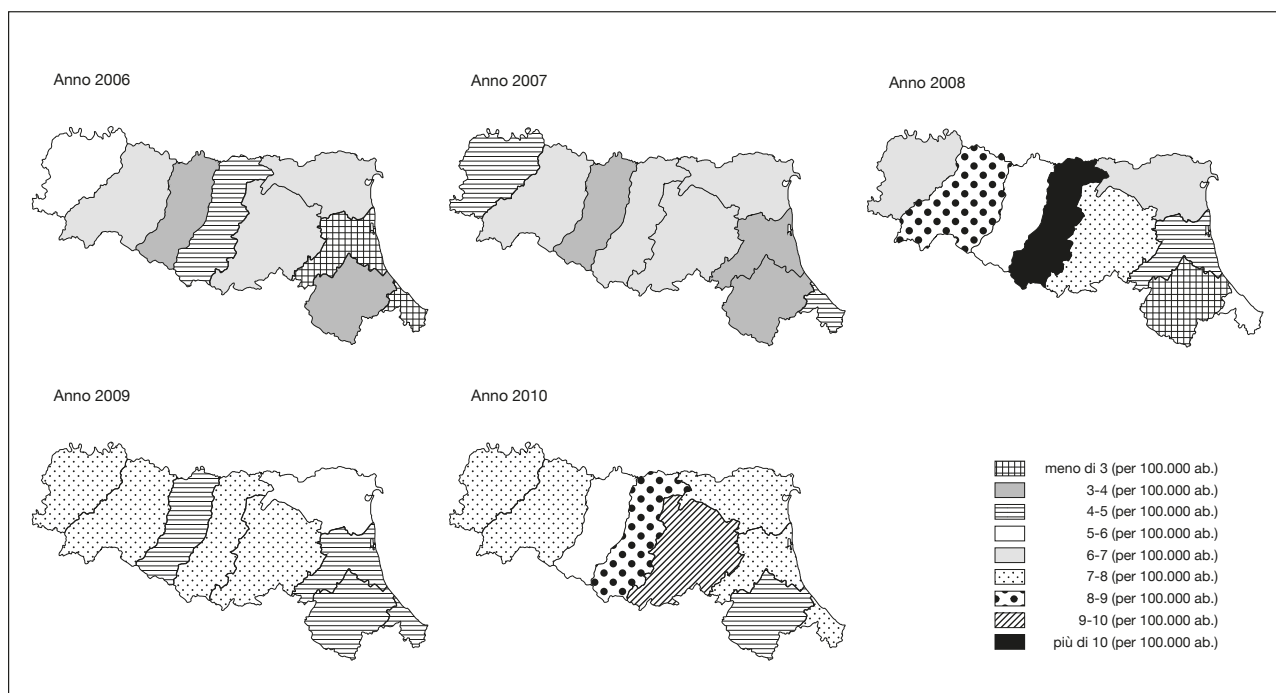 Anno 2006
Anno 2007
Anno 2008
Anno 2009
Anno 2010
meno di 3 (per 100.000 ab.)
3-4 (per 100.000 ab.)
4-5 (per 100.000 ab.)
5-6 (per 100.000 ab.)
6-7 (per 100.000 ab.)
7-8 (per 100.000 ab.)
8-9 (per 100.000 ab.)
9-10 (per 100.000 ab.)
più di 10 (per 100.000 ab.)